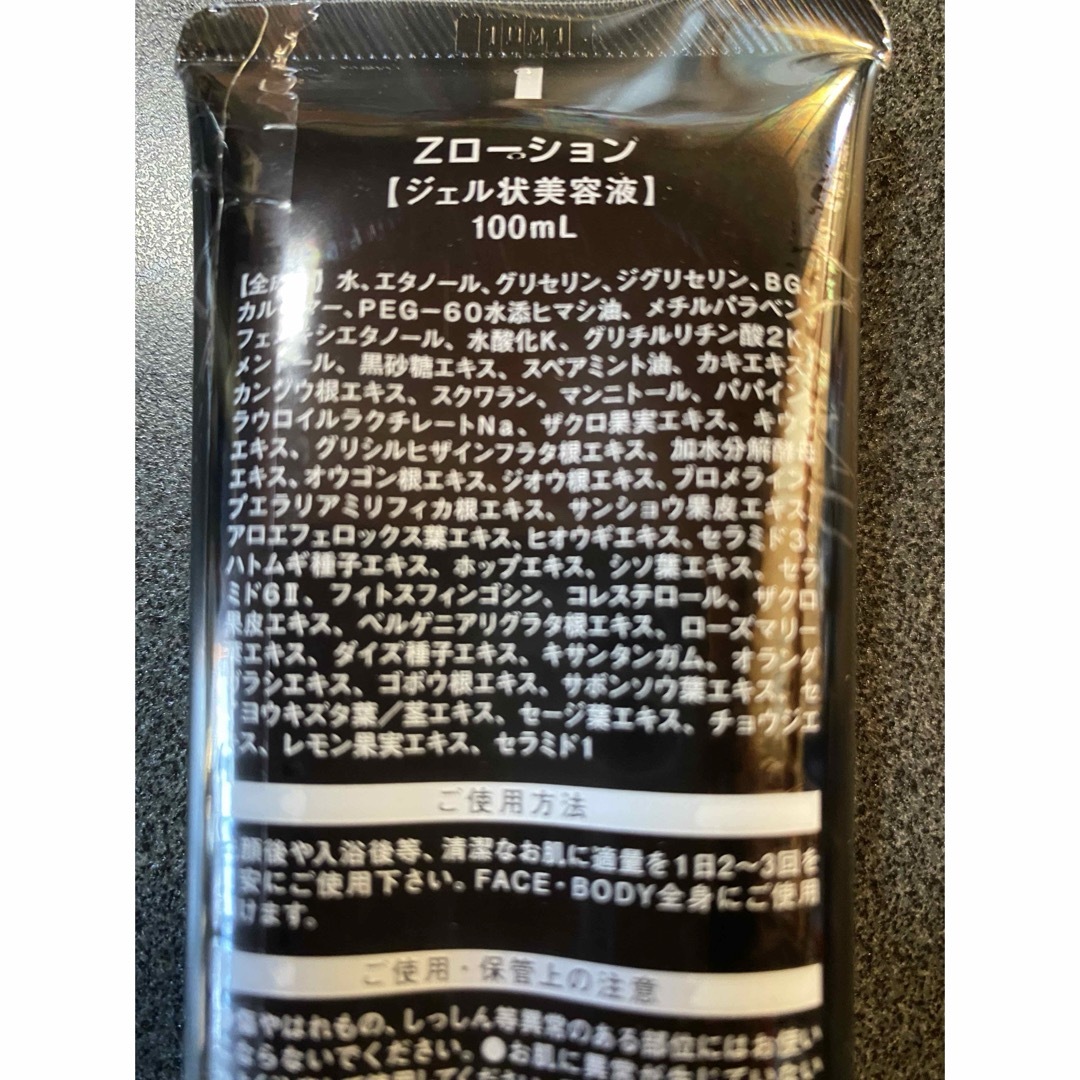 Zローション
【ジェル状美容液】
100mL
【全 】 水、エタノール、グリセリン、ジグリセリン、BG、
カル マー、PEG－60水添ヒマシ油、メチルパラベン、
フェ シエタノール、水酸化K、グリチルリチン酸2K
メントール、黒砂糖エキス、スペアミント油、カキエキス
カンゾウ根エキス、スクワラン、マンニトール、パパイン、
ラウロイルラクチレートNa、ザクロ果実エキス、キウ
エキス、グリシルヒザインフラタ根エキス、加水分解酵母
エキス、オウゴン根エキス、ジオウ根エキス、ブロメライン、
プエラリアミリフィカ根エキス、サンショウ果皮エキス、
アロエフェロックス葉エキス、ヒオウギエキス、セラミド3、
ハトムギ種子エキス、ホップエキス、シソ葉エキス、セラ
ミド6Ⅱ、フィトスフィンゴシン、コレステロール、ザクロ
果皮エキス、ベルゲニアリグラタ根エキス、ローズマリー
葉エキス、ダイズ種子エキス、キサンタンガム、オランダ
ガラシエキス、ゴボウ根エキス、サボンソウ葉エキス、セ
ヨウキズタ葉／茎エキス、セージ葉エキス、チョウジエ
ス、レモン果実エキス、セラミド1
ご使用方法
顔後や入浴後等、清潔なお肌に適量を1日2～3回を
安にご使用下さい。FACE・BODY全身にご使用
けます。
ご使用・保管上の注意
傷やはれもの、しっしん等異常のある部位にはお使い
ならないでください。●お肌に異常が生じていない